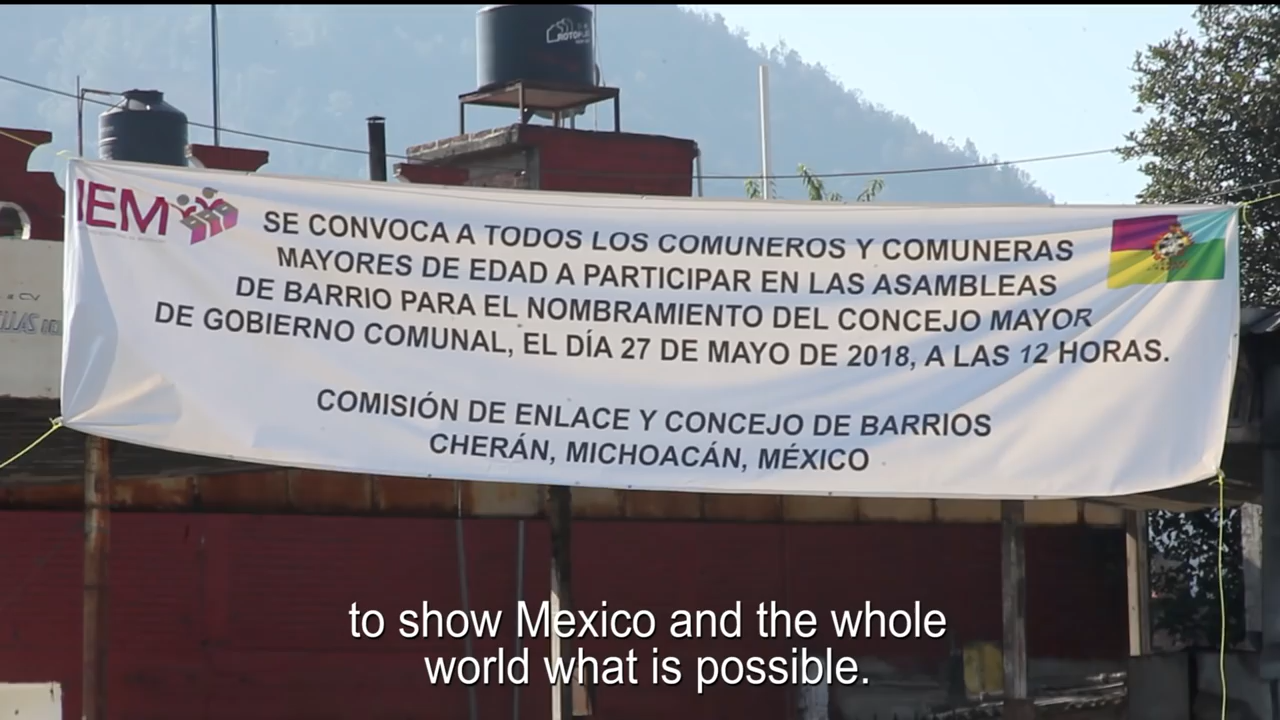 ROTOPLAS
IEM
SE CONVOCA A TODOS LOS COMUNEROS Y COMUNERAS
MAYORES DE EDAD A PARTICIPAR EN LAS ASAMBLEAS
DE BARRIO PARA EL NOMBRAMIENTO DEL CONCEJO MAYOR
DE GOBIERNO COMUNAL, EL DÍA 27 DE MAYO DE 2018, A LAS 12 HORAS.
COMISIÓN DE ENLACE Y CONCEJO DE BARRIOS
CHERÁN, MICHOACÁN, MÉXICO
to show Mexico and the whole
world what is possible.